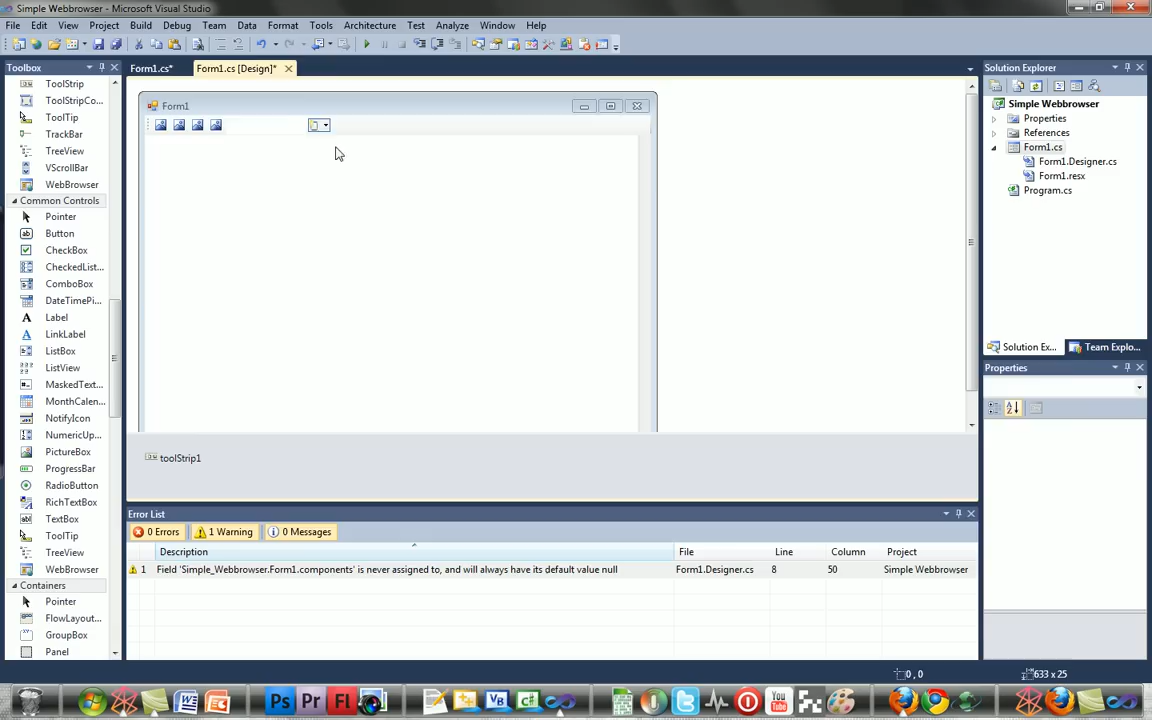 Simple Webbrowser - Microsoft Visual Studio
File Edit View Project Build Debug Team Data Format Tools Architecture Test Analyze Window Help
Toolbox
Form1.cs*
Form1.cs [Design]*
Solution Explorer
ToolStrip
ToolStripCo...
ToolTip
TrackBar
TreeView
VScrollBar
WebBrowser
Common Controls
Pointer
Button
CheckBox
CheckedList...
ComboBox
DateTimePi...
Label
LinkLabel
ListBox
ListView
MaskedText...
MonthCalen...
NotifyIcon
NumericUp...
PictureBox
ProgressBar
RadioButton
RichTextBox
TextBox
ToolTip
TreeView
WebBrowser
Containers
Pointer
FlowLayout...
GroupBox
Panel
Form1
toolStrip1
Simple Webbrowser
Properties
References
Form1.cs
Form1.Designer.cs
Form1.resx
Program.cs
Solution Ex...
Team Explo...
Properties
Error List
0 Errors
1 Warning
0 Messages
Description File Line Column Project
1 Field 'Simple_Webbrowser.Form1.components' is never assigned to, and will always have its default value null Form1.Designer.cs 8 50 Simple Webbrowser
0 , 0
633 x 25
Ps Pr Fl
VB C#
You Tube